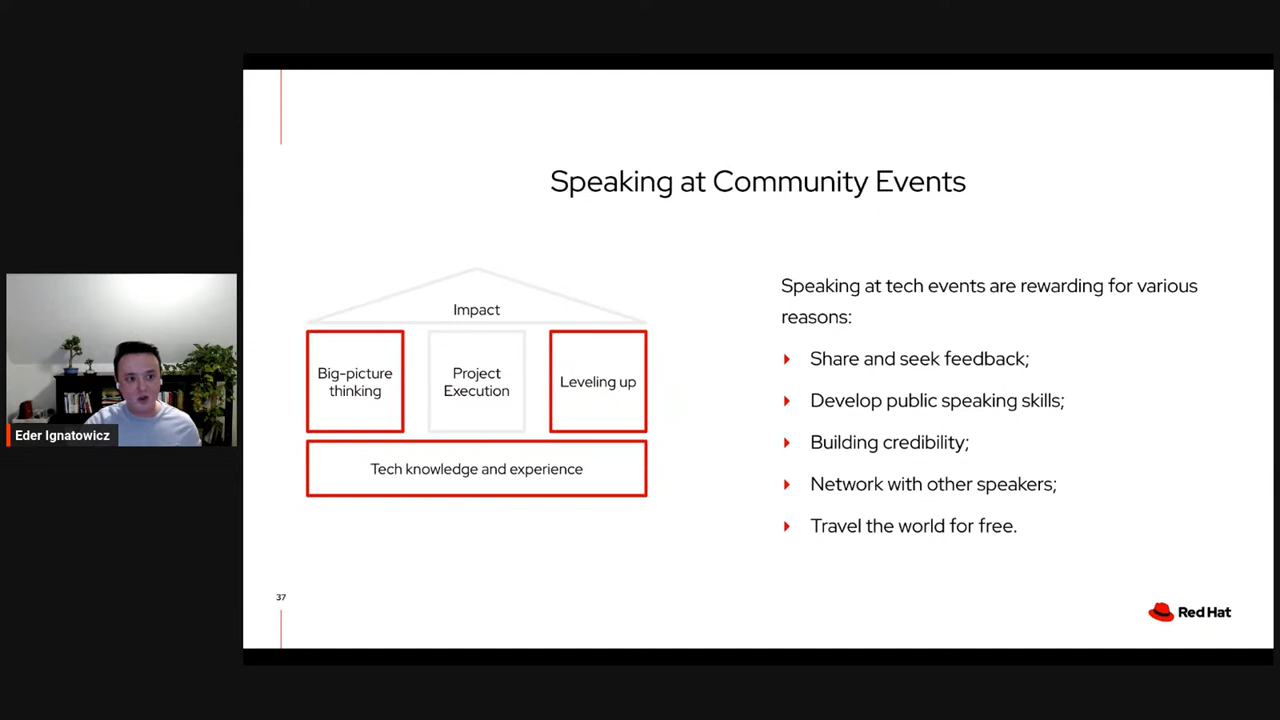 Speaking at Community Events
Impact
Big-picture
thinking
Project
Execution
Leveling up
Tech knowledge and experience
Speaking at tech events are rewarding for various
reasons:
Share and seek feedback;
Develop public speaking skills;
Building credibility;
Network with other speakers;
Travel the world for free.
Eder Ignatowicz
37
Red Hat